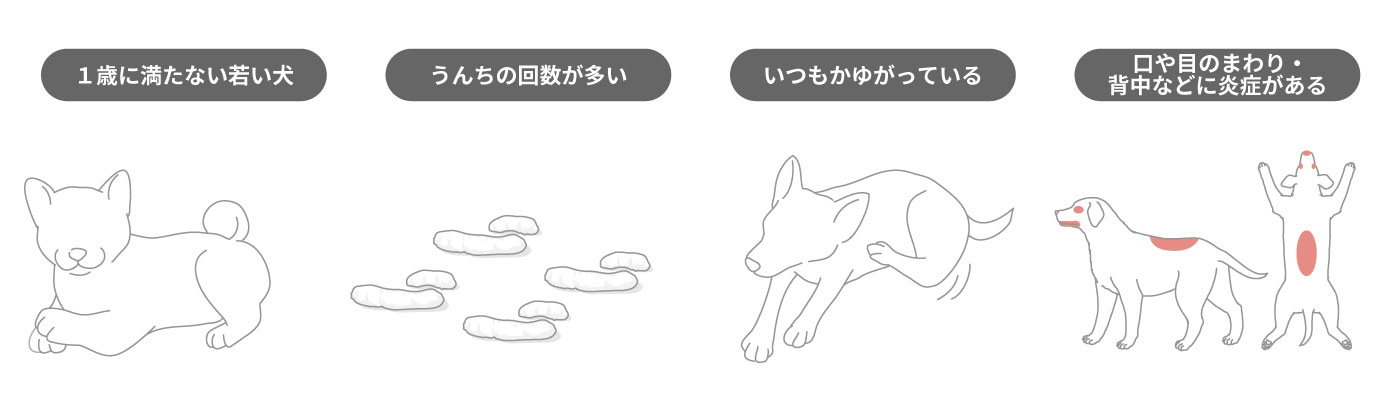 １歳に満たない若い犬
うんちの回数が多い
いつもかゆがっている
口や目のまわり・
背中などに炎症がある